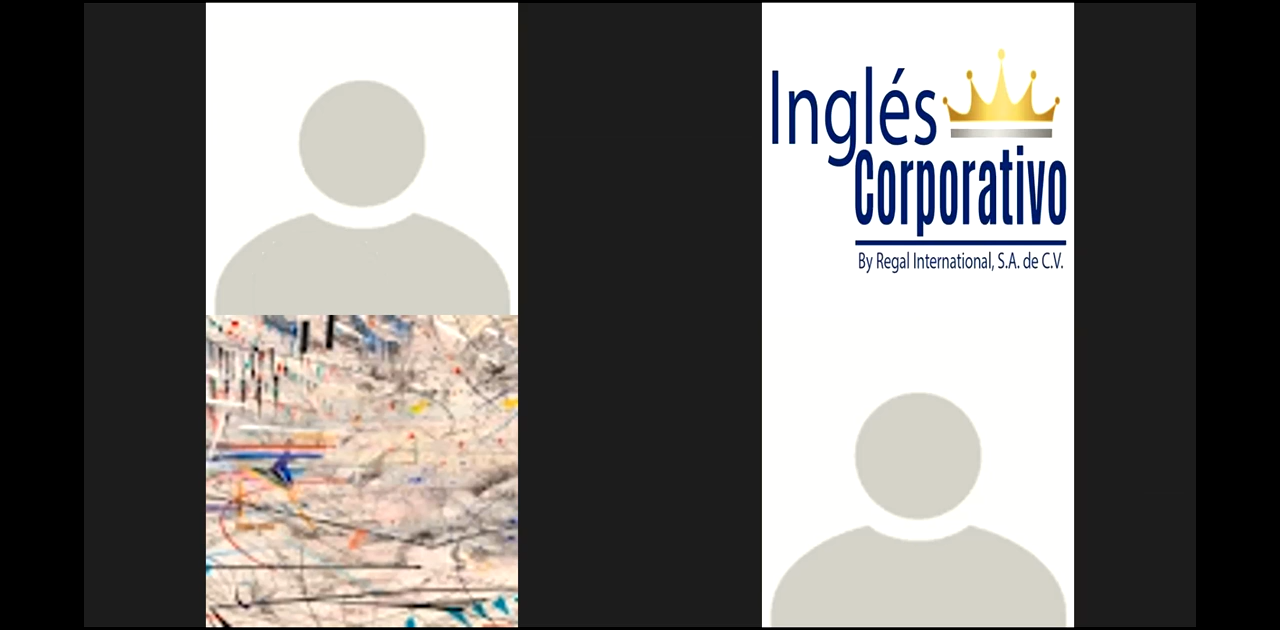 Inglés
Corporativo
By Regal International, S.A. de C.V.